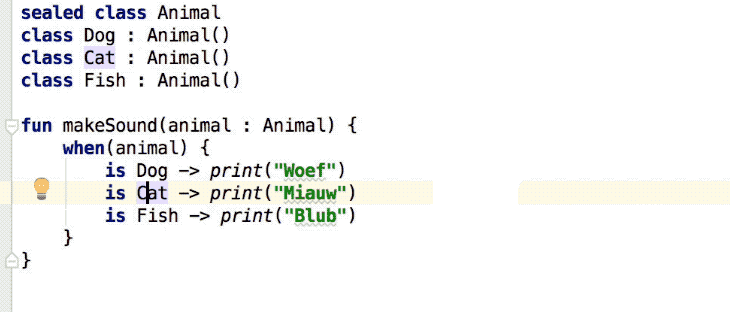 sealed class Animal
class Dog : Animal()
class Cat : Animal()
class Fish : Animal()
fun makeSound(animal : Animal) {
when(animal) {
is Dog -> print("Woef")
is Cat -> print("Miauw")
is Fish -> print("Blub")
}
}